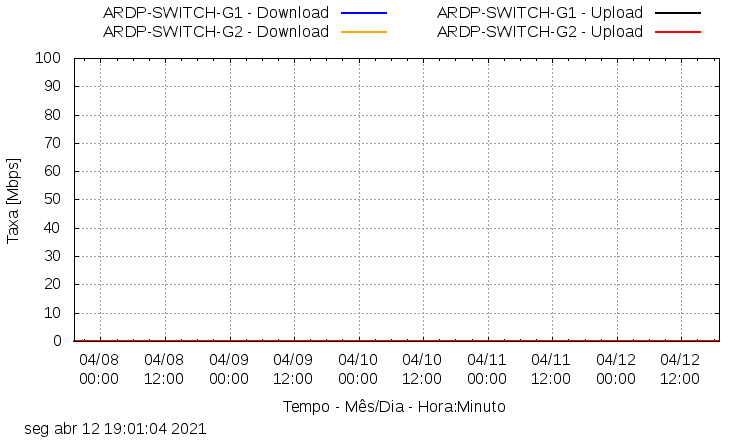 ARDP-SWITCH-G1 - Download
ARDP-SWITCH-G1 - Upload
ARDP-SWITCH-G2 - Download
ARDP-SWITCH-G2 - Upload
Taxa [Mbps]
100
90
80
70
60
50
40
30
20
10
0
04/08 04/08 04/09 04/09 04/10 04/10 04/11 04/11 04/12 04/12
00:00 12:00 00:00 12:00 00:00 12:00 00:00 12:00 00:00 12:00
Tempo - Mês/Dia - Hora:Minuto
seg abr 12 19:01:04 2021